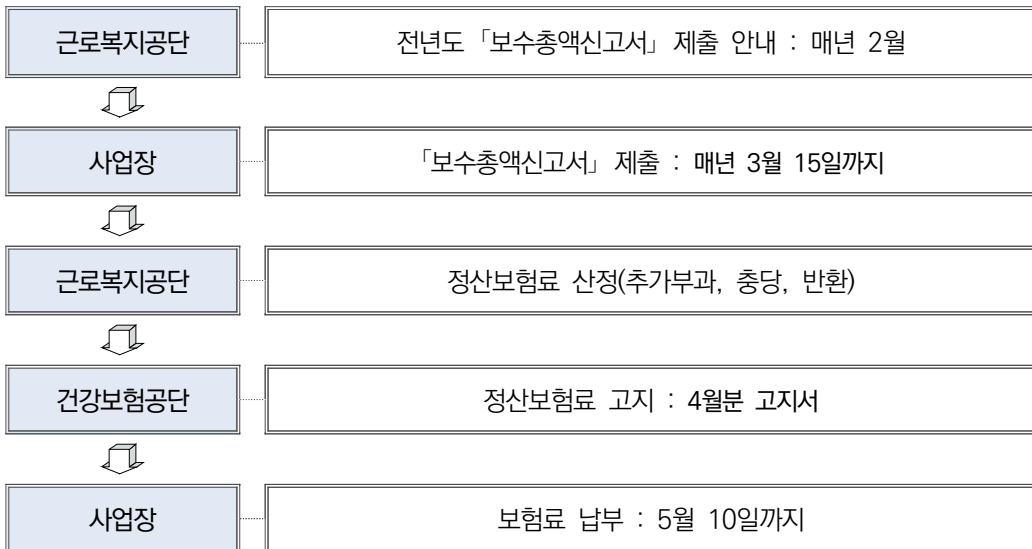 근로복지공단
전년도「보수총액신고서」제출 안내 : 매년 2월
사업장
「보수총액신고서」제출 : 매년 3월 15일까지
근로복지공단
정산보험료 산정(추가부과, 충당, 반환)
건강보험공단
정산보험료 고지 : 4월분 고지서
사업장
보험료 납부 : 5월 10일까지